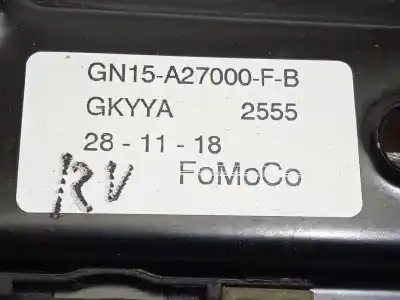 GN15-A27000-F-B
GKYYA 2555
28 - 11 - 18
RV FoMoCo